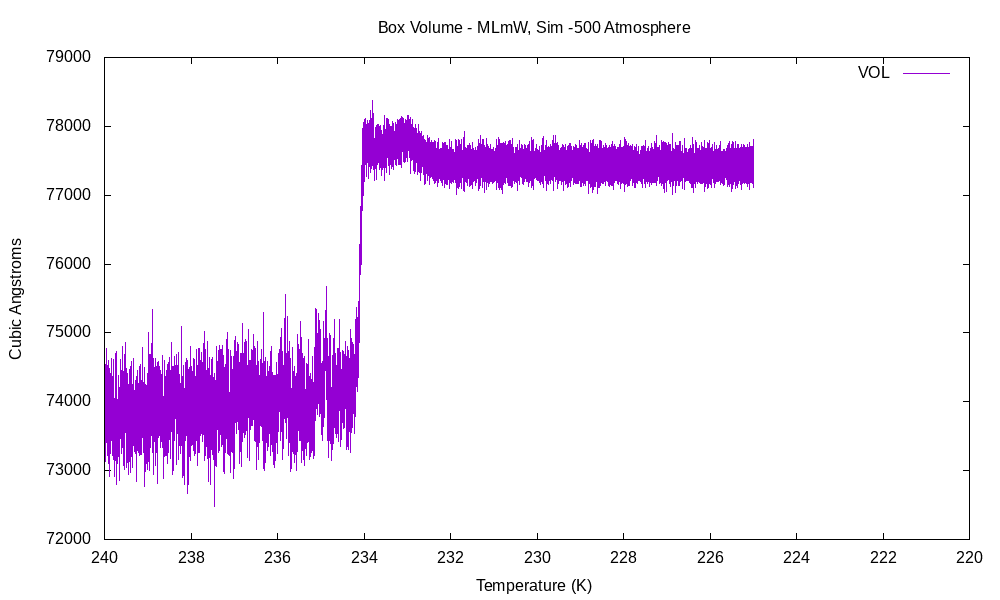 Box Volume - MLmW, Sim -500 Atmosphere
79000
78000
77000
76000
75000
74000
73000
72000
240 238 236 234 232 230 228 226 224 222 220
Cubic Angstroms
Temperature (K)
VOL